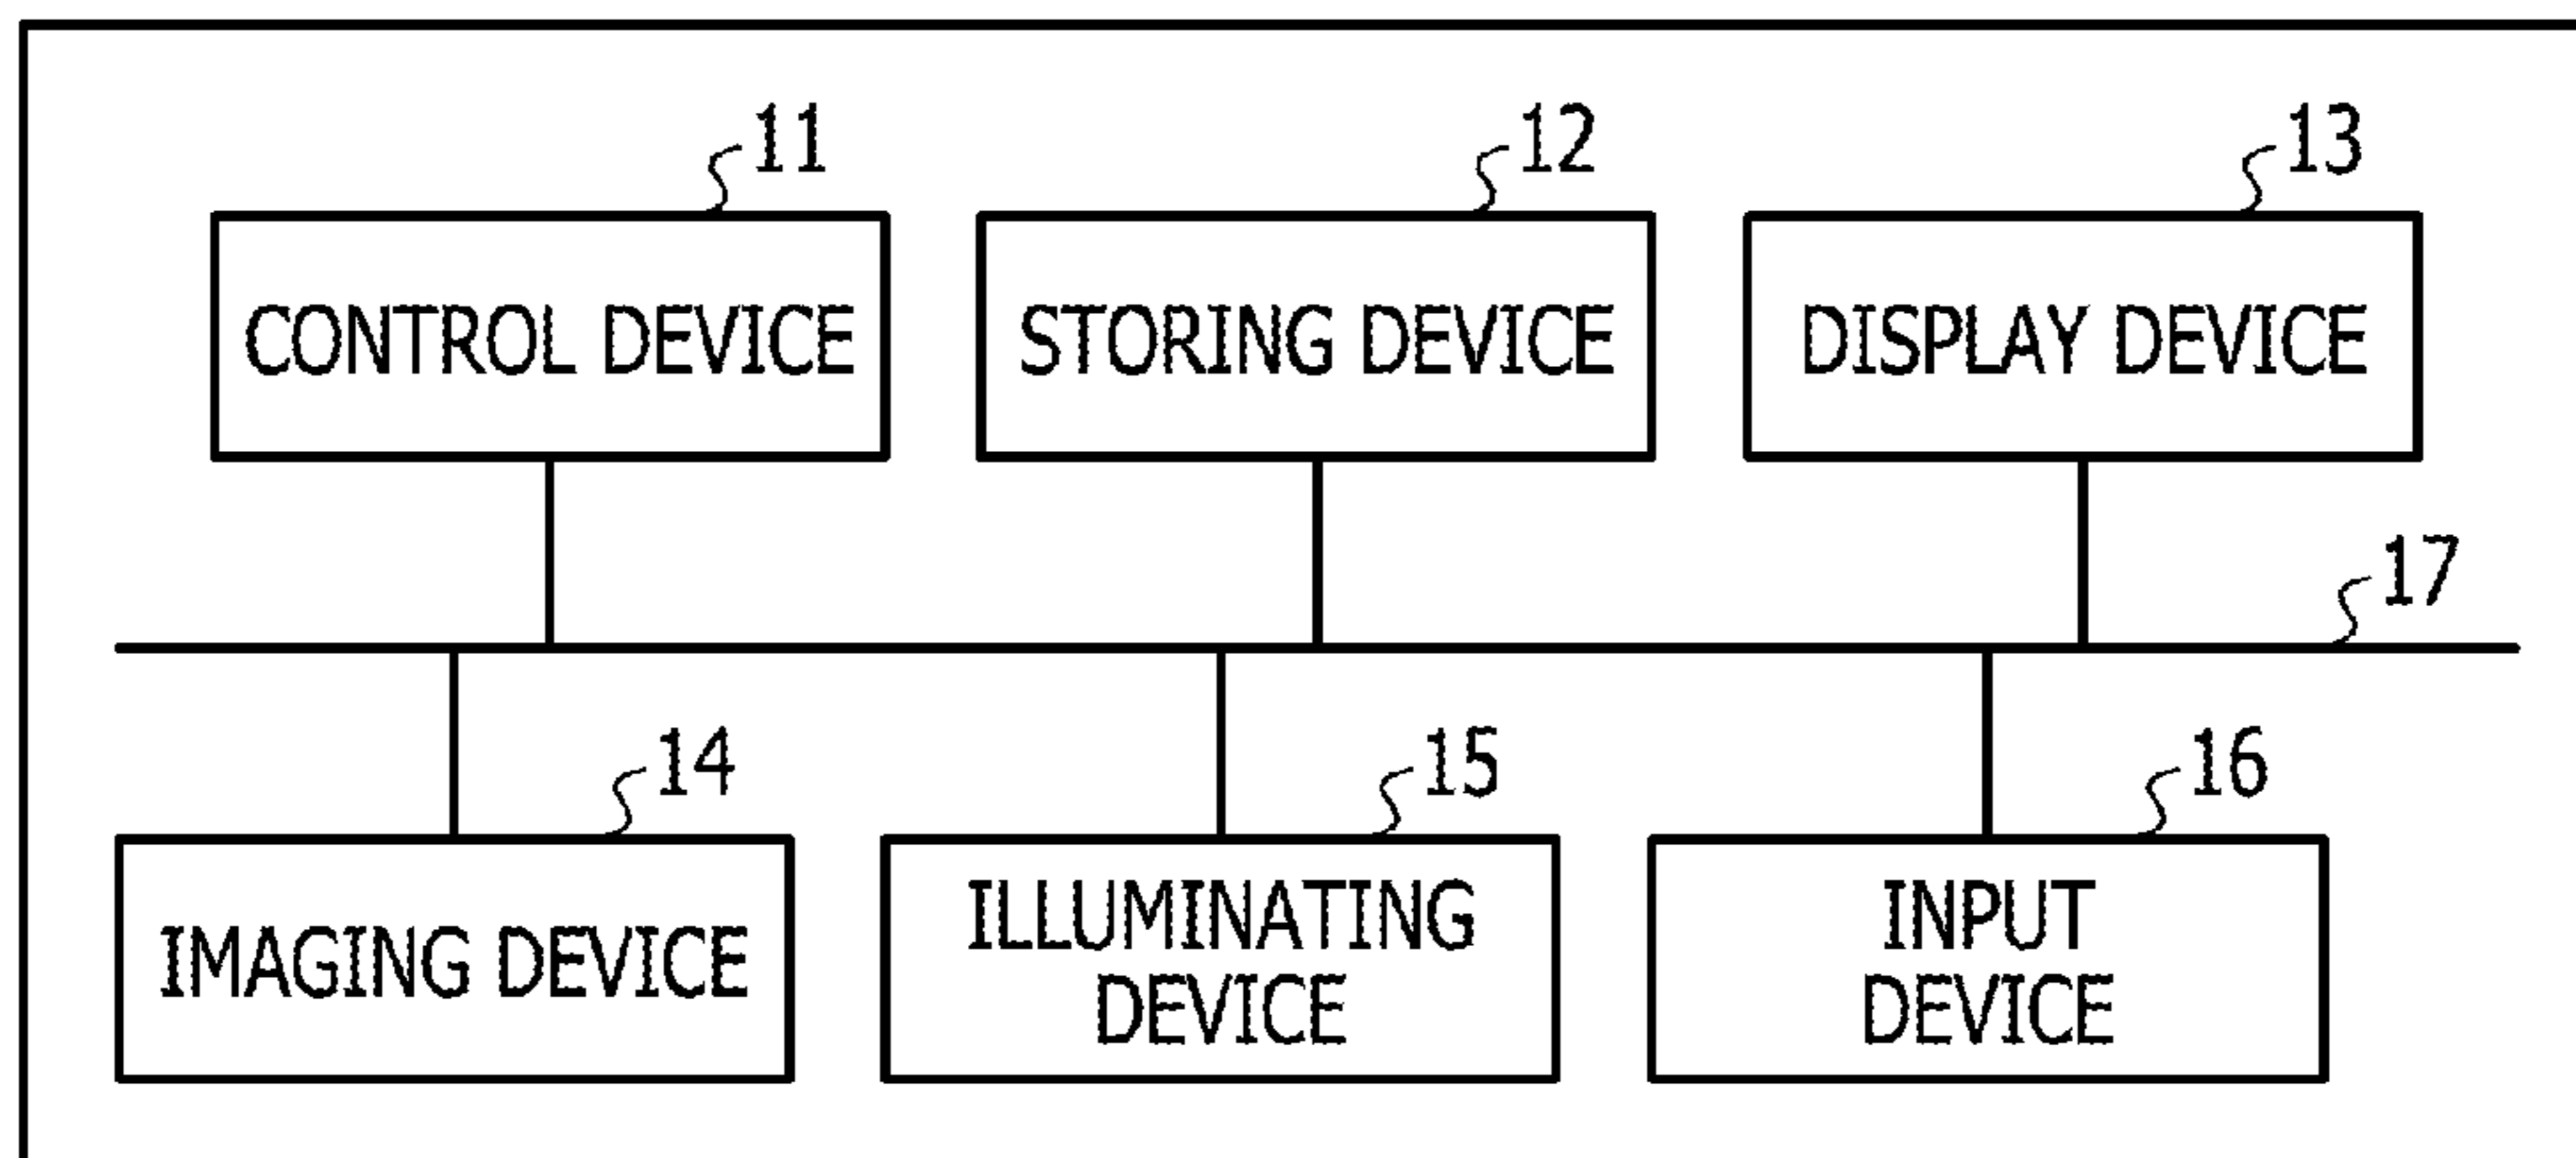 11
12
13
CONTROL DEVICE
STORING DEVICE
DISPLAY DEVICE
17
14
15
16
IMAGING DEVICE
ILLUMINATING
DEVICE
INPUT
DEVICE